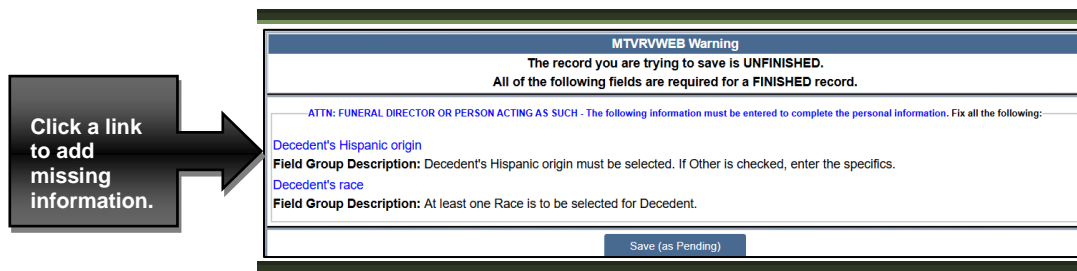 MTVRVWEB Warning
The record you are trying to save is UNFINISHED.
All of the following fields are required for a FINISHED record.
ATTN: FUNERAL DIRECTOR OR PERSON ACTING AS SUCH - The following information must be entered to complete the personal information. Fix all the following:
Click a link
to add
missing
information.
Decedent's Hispanic origin
Field Group Description: Decedent's Hispanic origin must be selected. If Other is checked, enter the specifics.
Decedent's race
Field Group Description: At least one Race is to be selected for Decedent.
Save (as Pending)